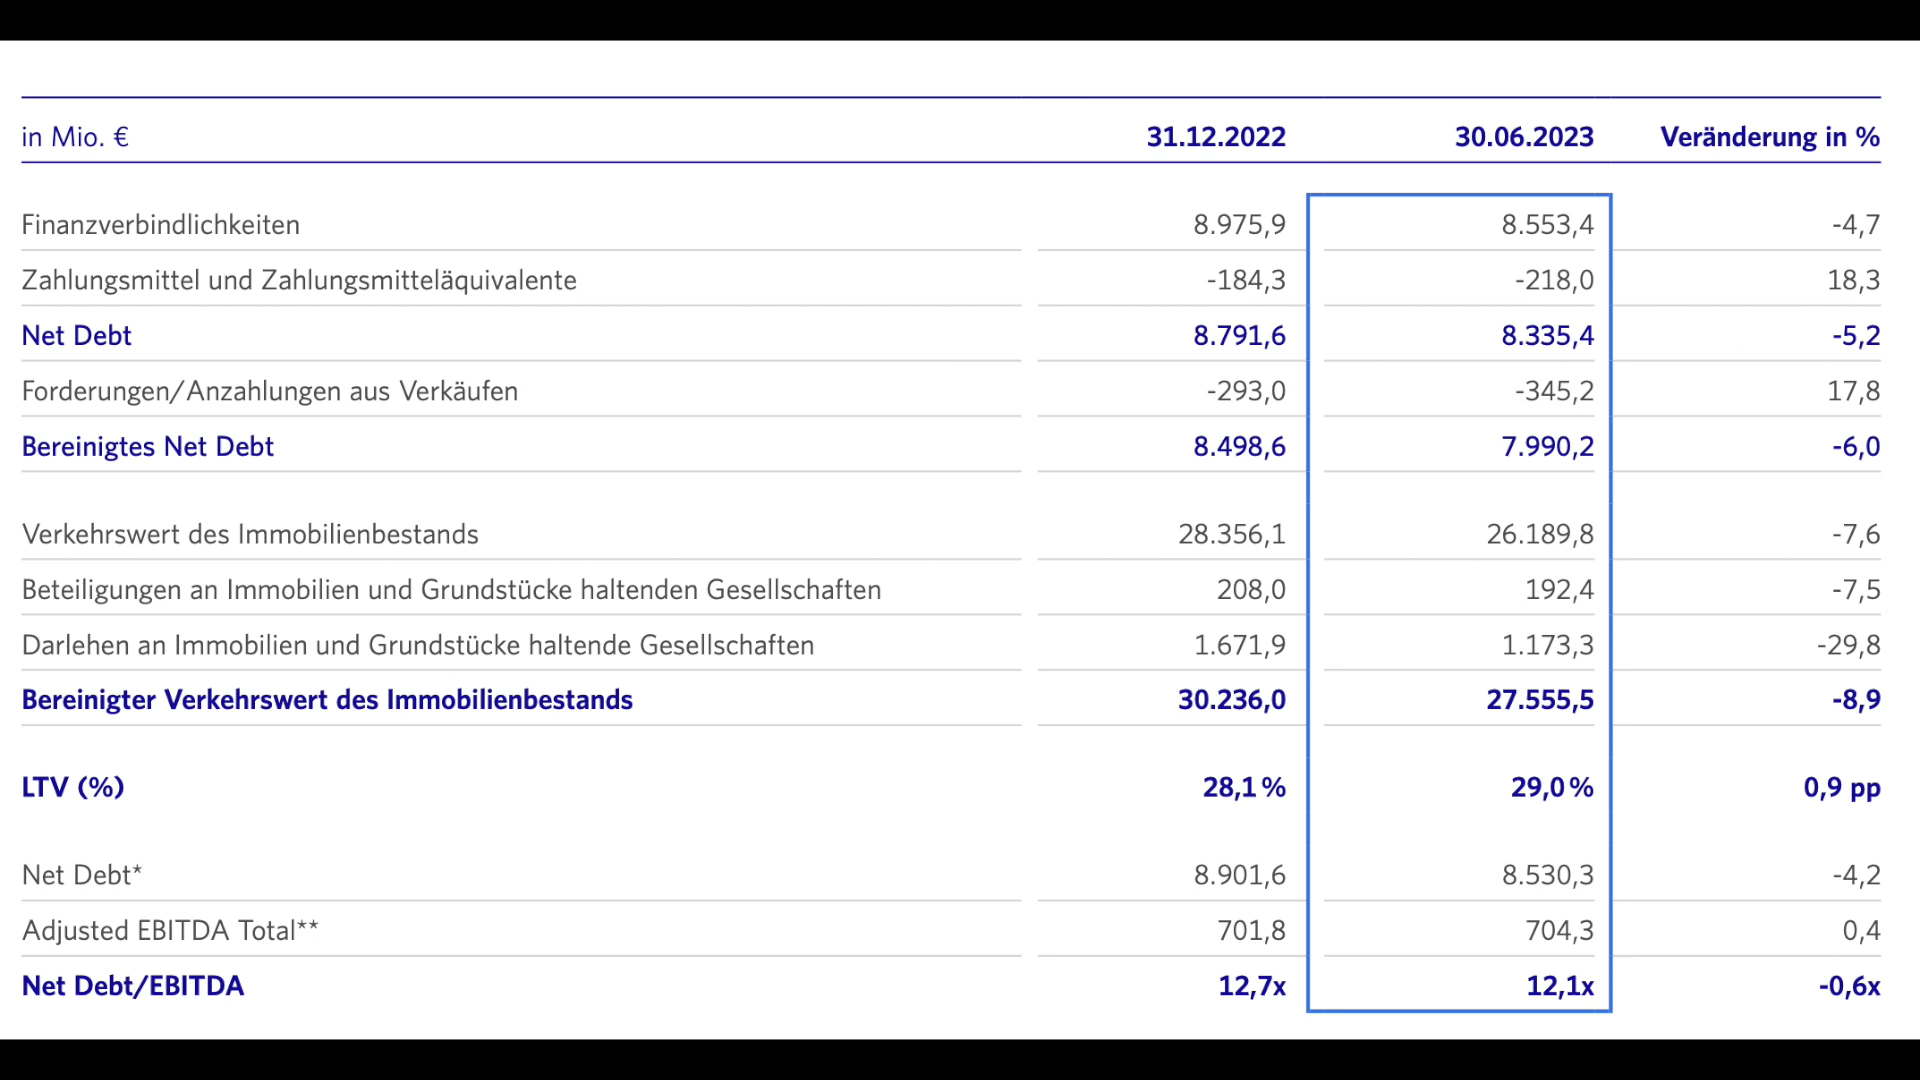 in Mio. € 31.12.2022 30.06.2023 Veränderung in %
Finanzverbindlichkeiten 8.975,9 8.553,4 -4,7
Zahlungsmittel und Zahlungsmitteläquivalente -184,3 -218,0 18,3
Net Debt 8.791,6 8.335,4 -5,2
Forderungen/Anzahlungen aus Verkäufen -293,0 -345,2 17,8
Bereinigtes Net Debt 8.498,6 7.990,2 -6,0
Verkehrswert des Immobilienbestands 28.356,1 26.189,8 -7,6
Beteiligungen an Immobilien und Grundstücke haltenden Gesellschaften 208,0 192,4 -7,5
Darlehen an Immobilien und Grundstücke haltende Gesellschaften 1.671,9 1.173,3 -29,8
Bereinigter Verkehrswert des Immobilienbestands 30.236,0 27.555,5 -8,9
LTV (%) 28,1 % 29,0 % 0,9 pp
Net Debt* 8.901,6 8.530,3 -4,2
Adjusted EBITDA Total** 701,8 704,3 0,4
Net Debt/EBITDA 12,7x 12,1x -0,6x